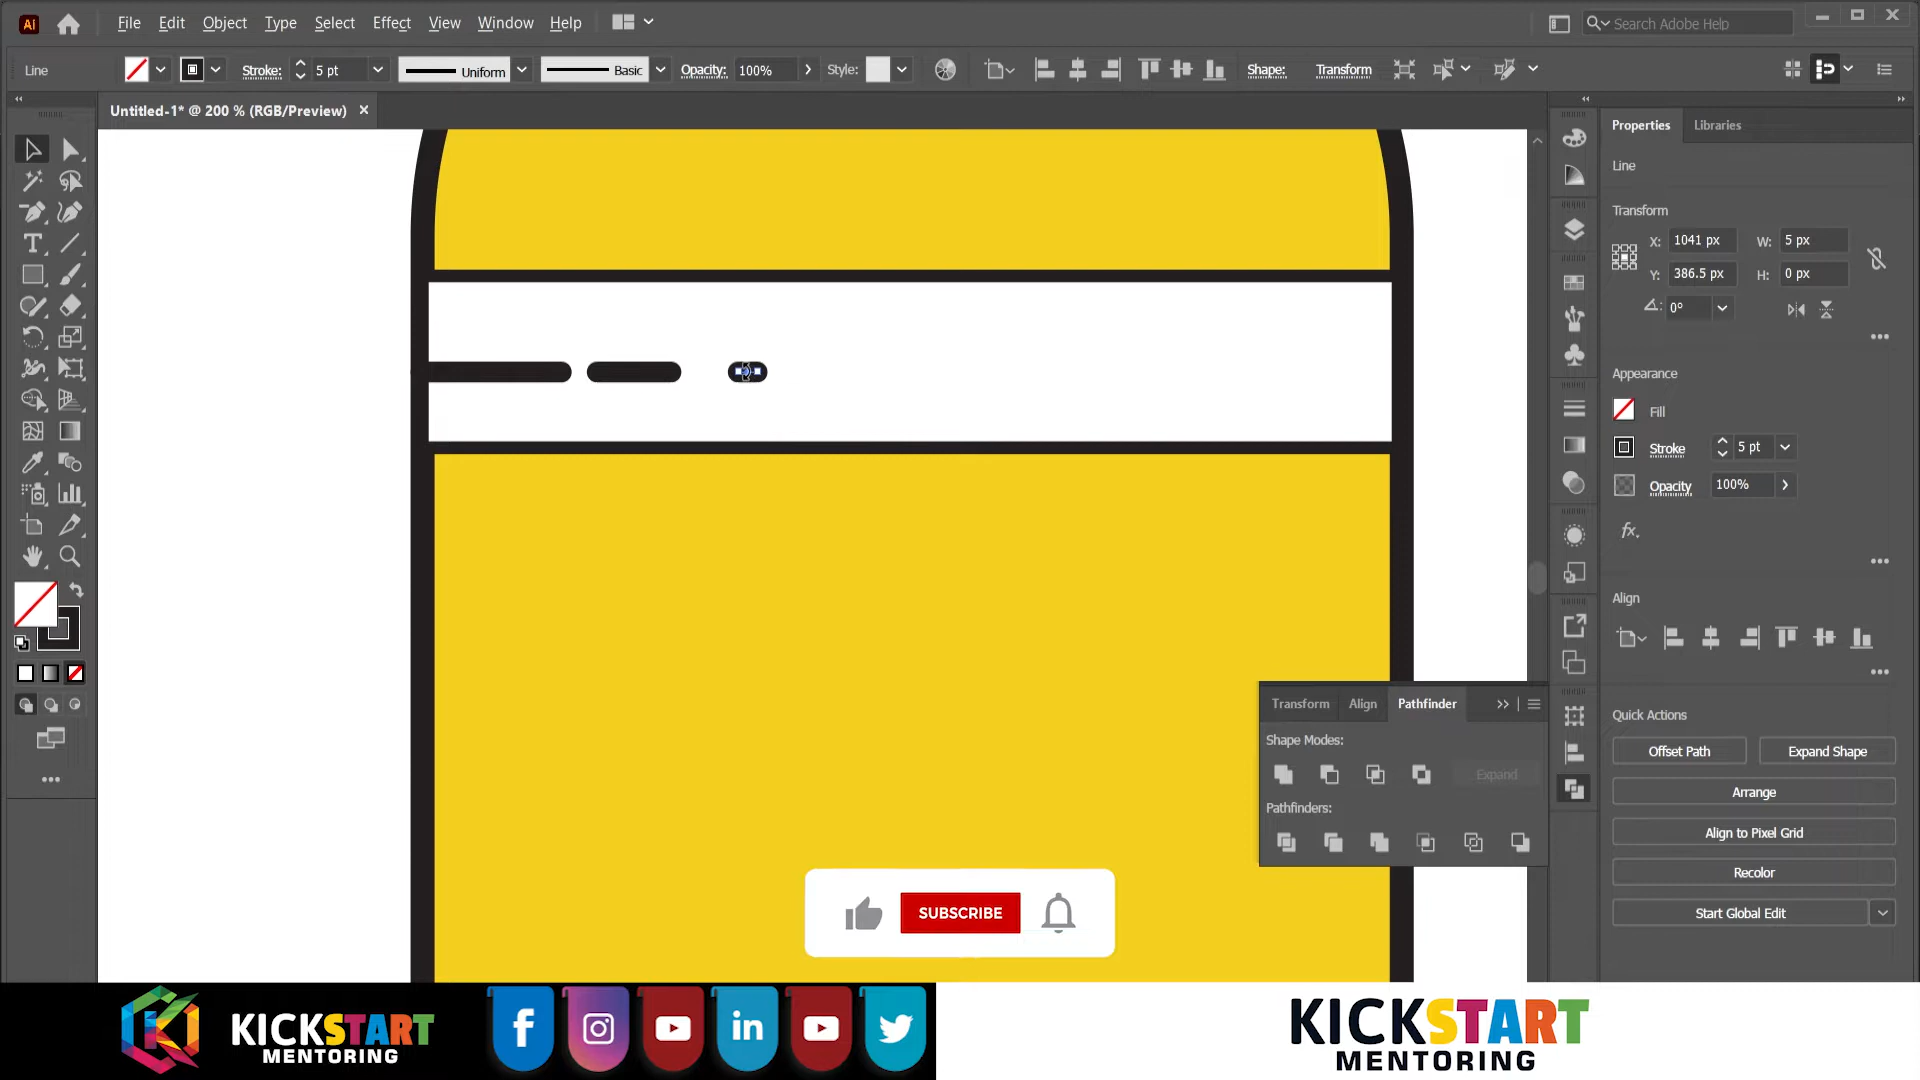 Ai File Edit Object Type Select Effect View Window Help Search Adobe Help
Line Stroke: 5 pt Uniform Basic Opacity: 100% Style: Shape: Transform
Untitled-1* @ 200 % (RGB/Preview) ×
Properties Libraries
Line
Transform
X: 1041 px W: 5 px
Y: 386.5 px H: 0 px
0°
Appearance
Fill
Stroke 5 pt
Opacity 100%
fx.
Align
Quick Actions
Offset Path Expand Shape
Arrange
Align to Pixel Grid
Recolor
Start Global Edit
Transform Align Pathfinder
Shape Modes:
Expand
Pathfinders:
SUBSCRIBE
KICKSTART
MENTORING
KICKSTART
MENTORING